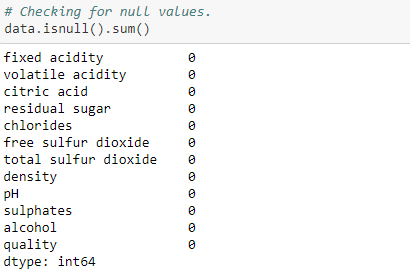 # Checking for null values.
data.isnull().sum()
fixed acidity 0
volatile acidity 0
citric acid 0
residual sugar 0
chlorides 0
free sulfur dioxide 0
total sulfur dioxide 0
density 0
pH 0
sulphates 0
alcohol 0
quality 0
dtype: int64